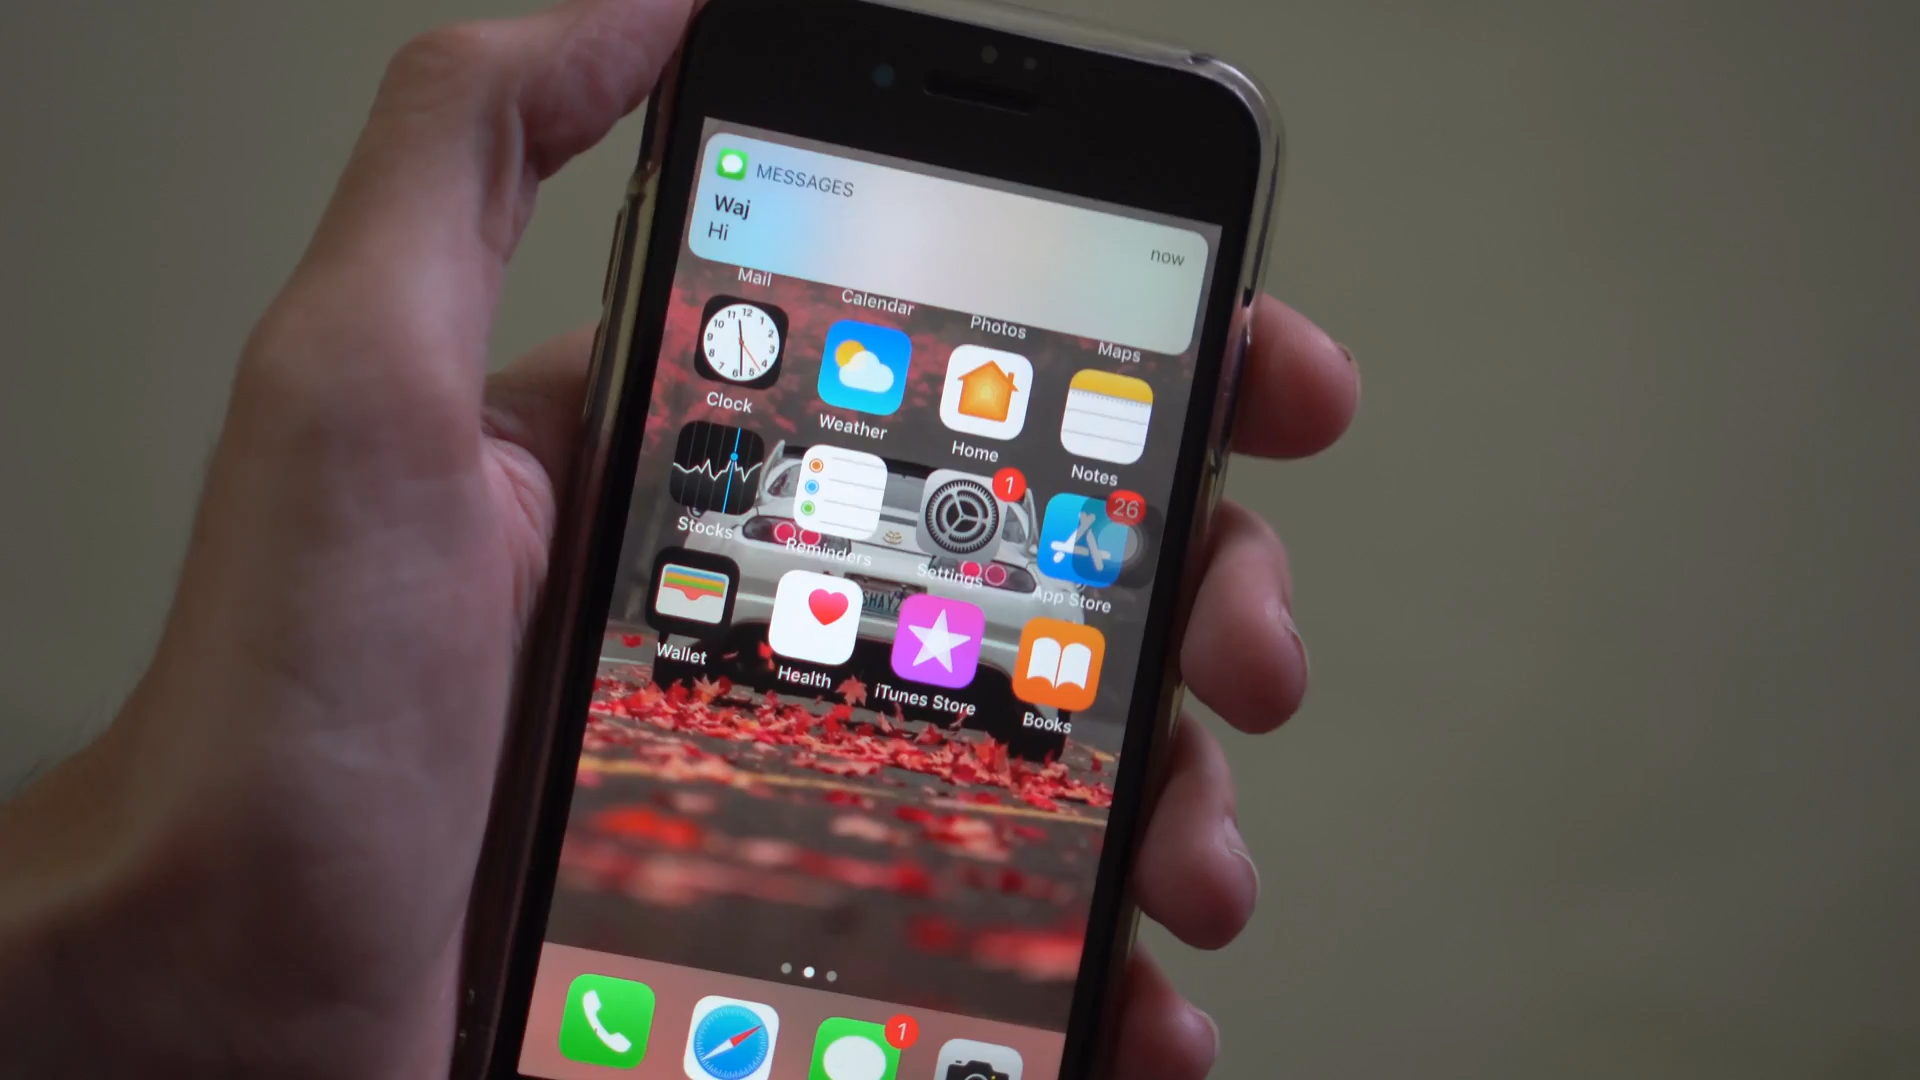 MESSAGES
Waj
Hi
now
Mail
Calendar
Photos
Maps
Clock
Weather
Home
Notes
1
26
Stocks
Reminders
Settings
App Store
Wallet
Health
iTunes Store
Books
1